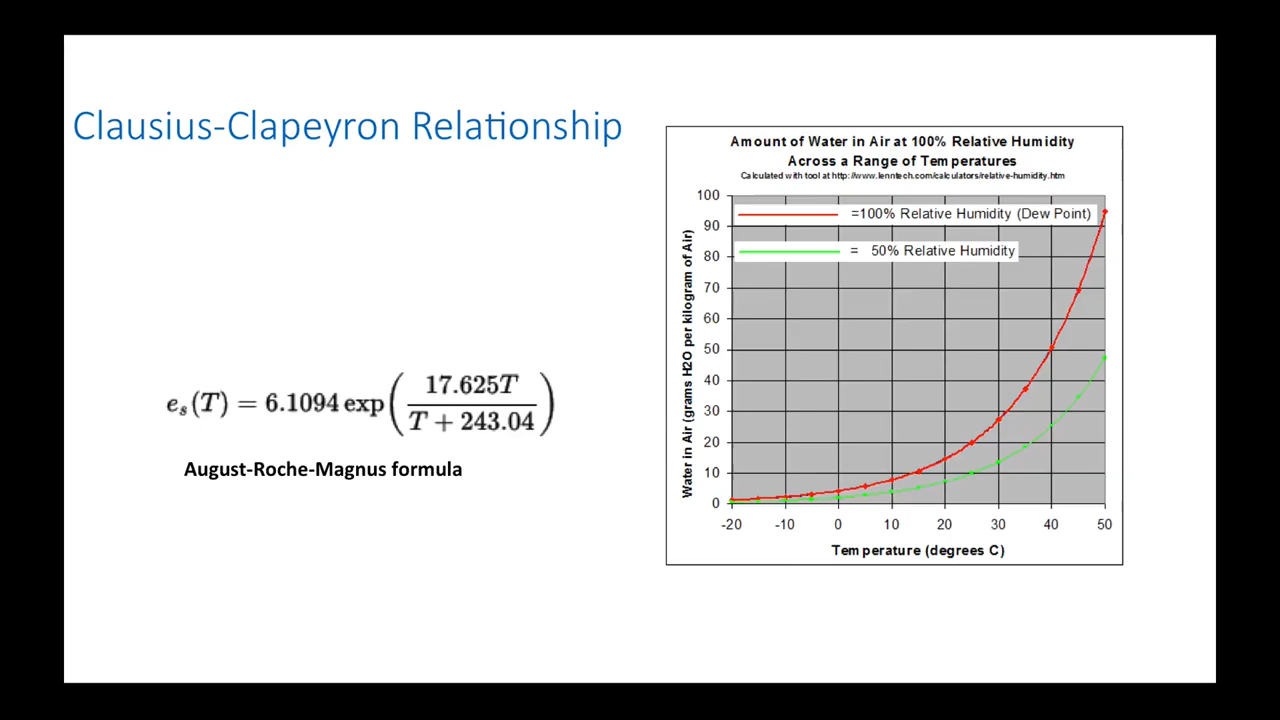 Clausius-Clapeyron Relationship
e_s(T) = 6.1094 exp(17.625T / (T + 243.04))
August-Roche-Magnus formula
Amount of Water in Air at 100% Relative Humidity
Across a Range of Temperatures
Calculated with tool at http://www.lenntech.com/calculators/relative-humidity.htm
=100% Relative Humidity (Dew Point)
= 50% Relative Humidity
Water in Air (grams H2O per kilogram of Air)
100
90
80
70
60
50
40
30
20
10
0
-20 -10 0 10 20 30 40 50
Temperature (degrees C)